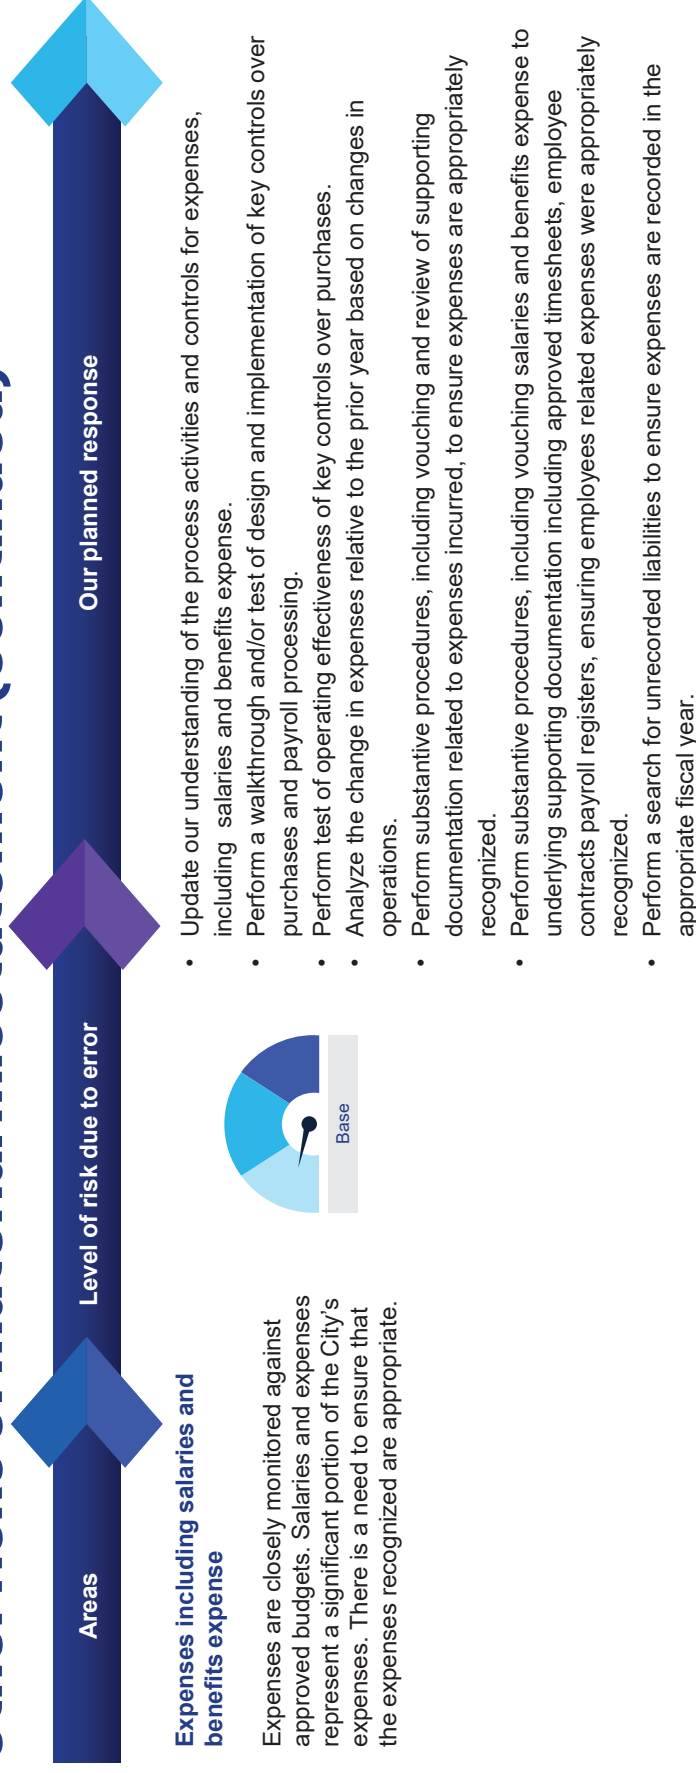 Areas
Level of risk due to error
Our planned response
Expenses including salaries and
benefits expense
Expenses are closely monitored against
approved budgets. Salaries and expenses
represent a significant portion of the City's
expenses. There is a need to ensure that
the expenses recognized are appropriate.
Base
• Update our understanding of the process activities and controls for expenses,
including salaries and benefits expense.
• Perform a walkthrough and/or test of design and implementation of key controls over
purchases and payroll processing.
• Perform test of operating effectiveness of key controls over purchases.
• Analyze the change in expenses relative to the prior year based on changes in
operations.
• Perform substantive procedures, including vouching and review of supporting
documentation related to expenses incurred, to ensure expenses are appropriately
recognized.
• Perform substantive procedures, including vouching salaries and benefits expense to
underlying supporting documentation including approved timesheets, employee
contracts payroll registers, ensuring employees related expenses were appropriately
recognized.
• Perform a search for unrecorded liabilities to ensure expenses are recorded in the
appropriate fiscal year.